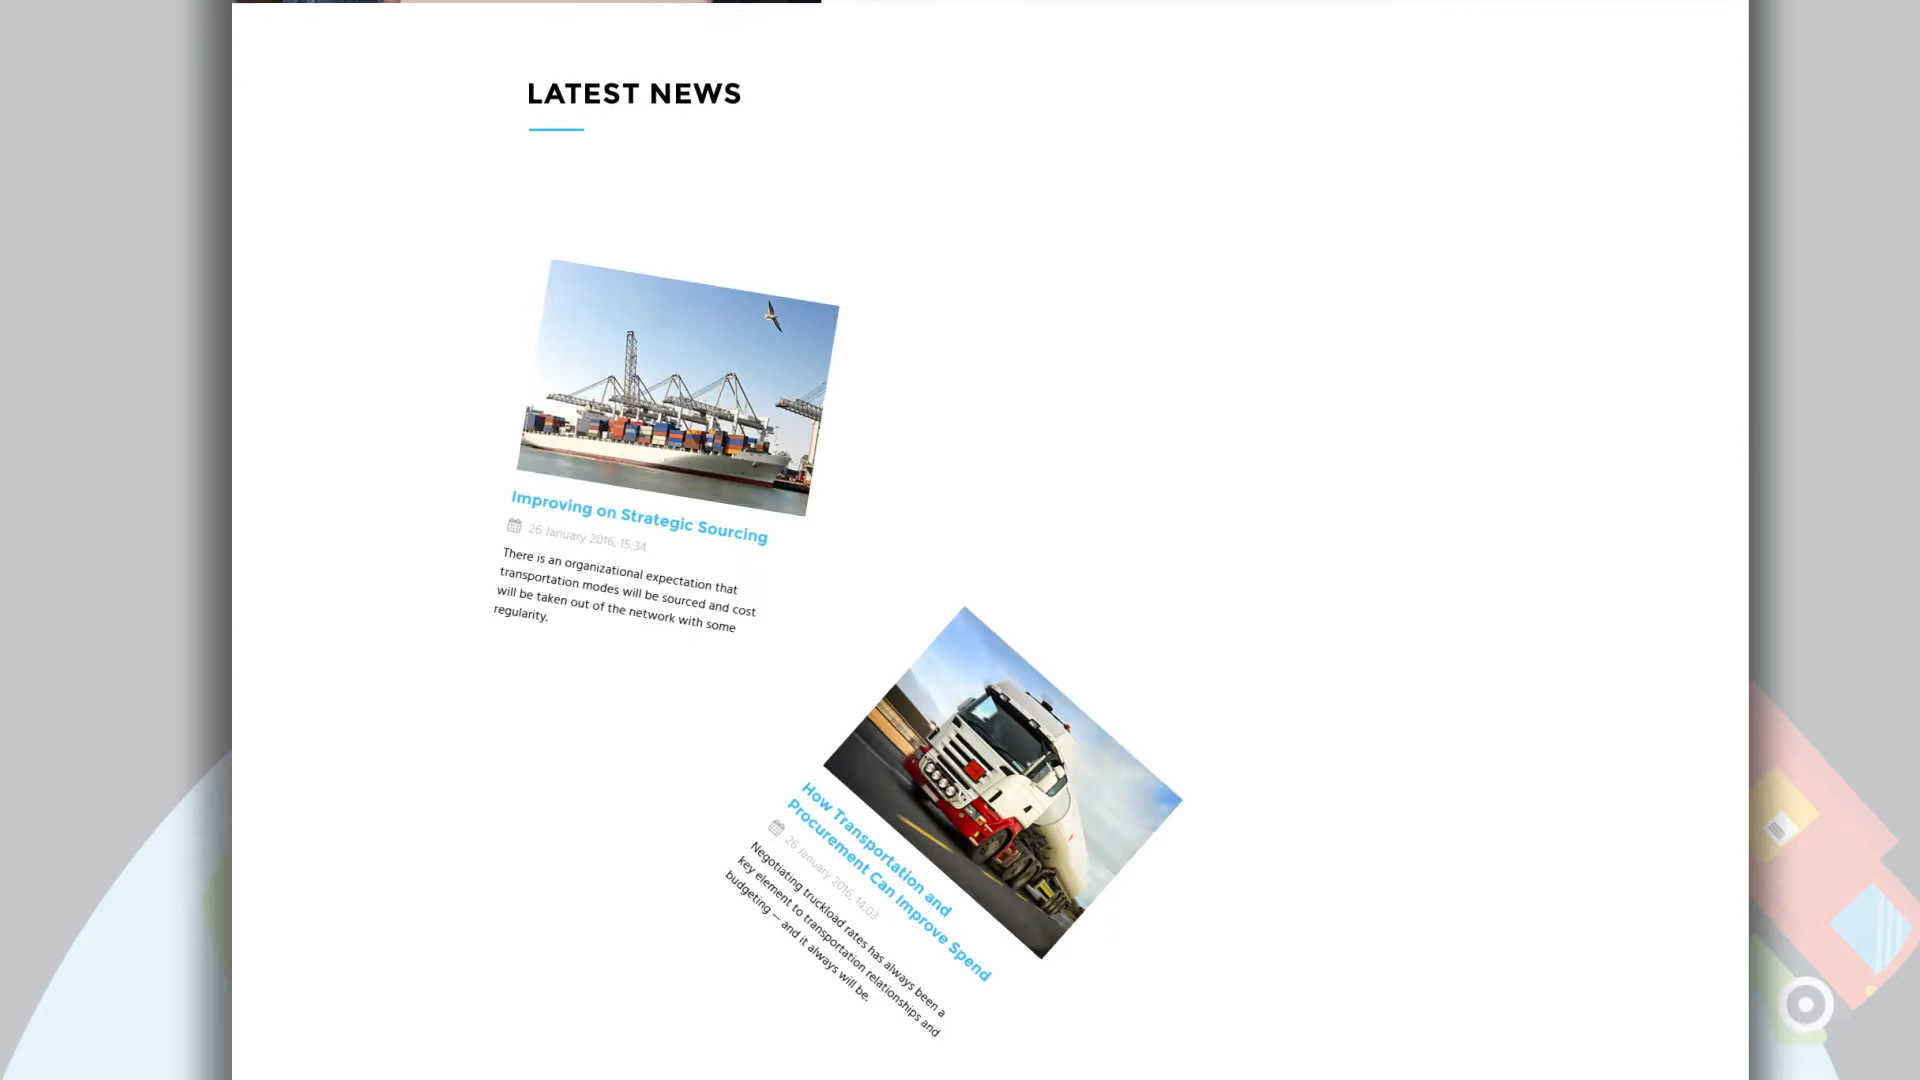 LATEST NEWS
Improving on Strategic Sourcing
26 January 2016, 15:34
There is an organizational expectation that
transportation modes will be sourced and cost
will be taken out of the network with some
regularity.
How Transportation and
Procurement Can Improve Spend
26 January 2016, 14:03
Negotiating truckload rates has always been a
key element to transportation relationships and
budgeting — and it always will be.